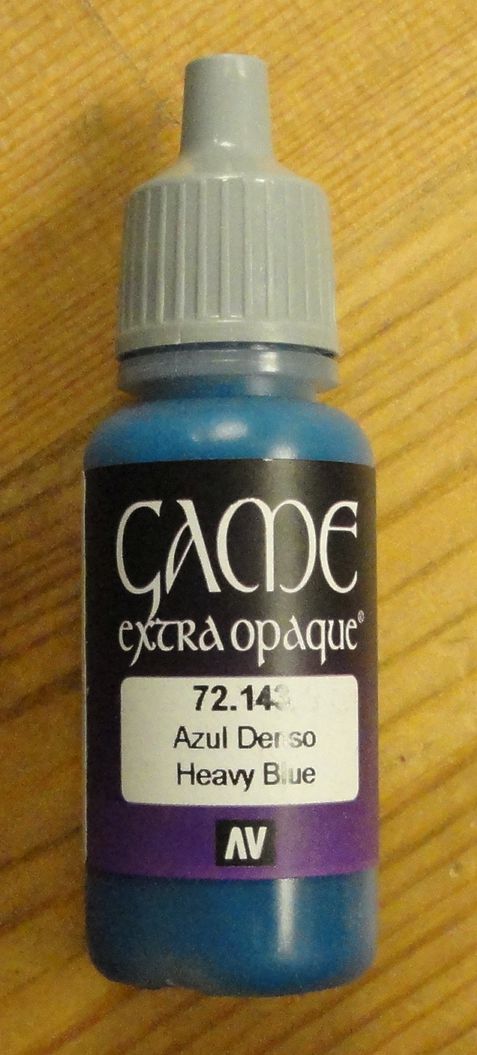 GAME
extra opaque®
72.143
Azul Denso
Heavy Blue
AV